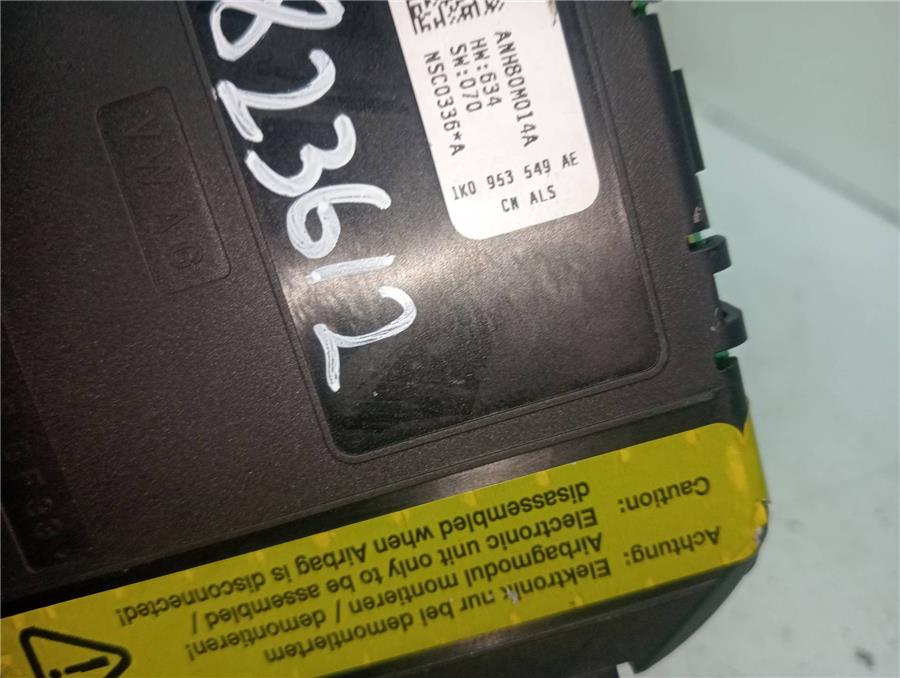 823612
ANH80M014A
HW:634
SW:070
NSC0336*A
1K0 953 549 AE
CN ALS
VW AG
Achtung: Elektronik nur bei demontiertem
Airbagmodul montieren / demontieren!
Caution: Electronic unit only to be assembled /
disassembled when Airbag is disconnected!